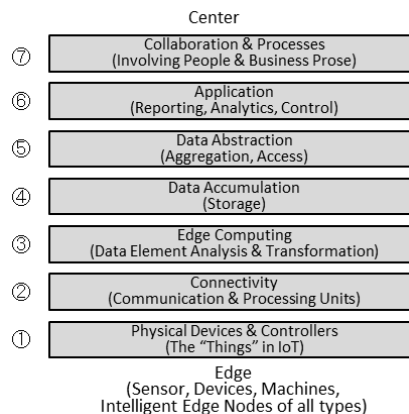 Center
⑦ Collaboration & Processes
(Involving People & Business Prose)
⑥ Application
(Reporting, Analytics, Control)
⑤ Data Abstraction
(Aggregation, Access)
④ Data Accumulation
(Storage)
③ Edge Computing
(Data Element Analysis & Transformation)
② Connectivity
(Communication & Processing Units)
① Physical Devices & Controllers
(The “Things” in IoT)
Edge
(Sensor, Devices, Machines,
Intelligent Edge Nodes of all types)